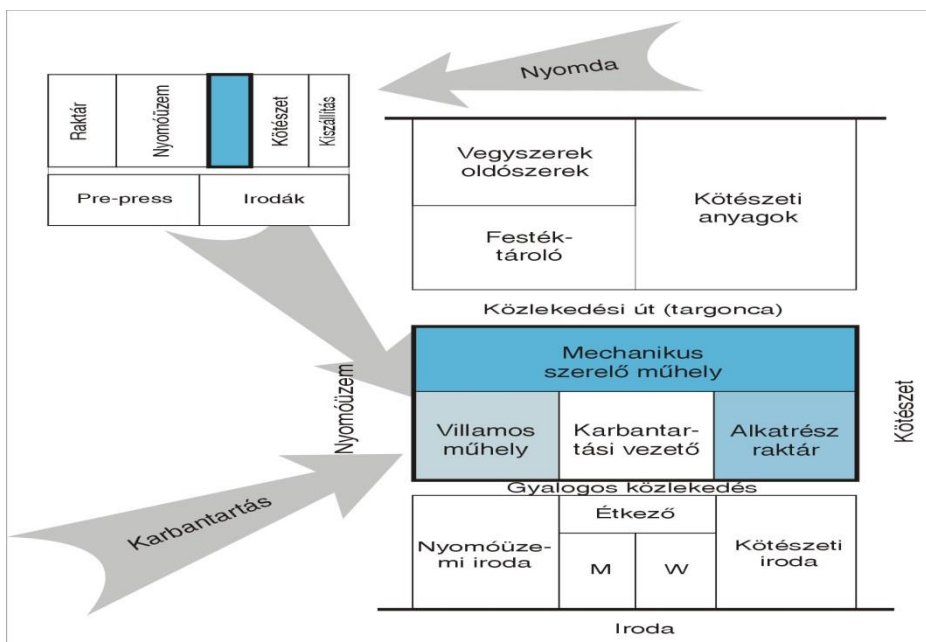 Nyomda
Raktár
Nyomóüzem
Kötészet
Kiszállítás
Pre-press
Irodák
Vegyszerek
oldószerek
Kötészeti
anyagok
Festék-
tároló
Közlekedési út (targonca)
Mechanikus
szerelő műhely
Nyomóüzem
Kötészet
Villamos
műhely
Karbantar-
tási vezető
Alkatrész
raktár
Gyalogos közlekedés
Karbantartás
Étkező
Nyomóüze-
mi iroda
M
W
Kötészeti
iroda
Iroda